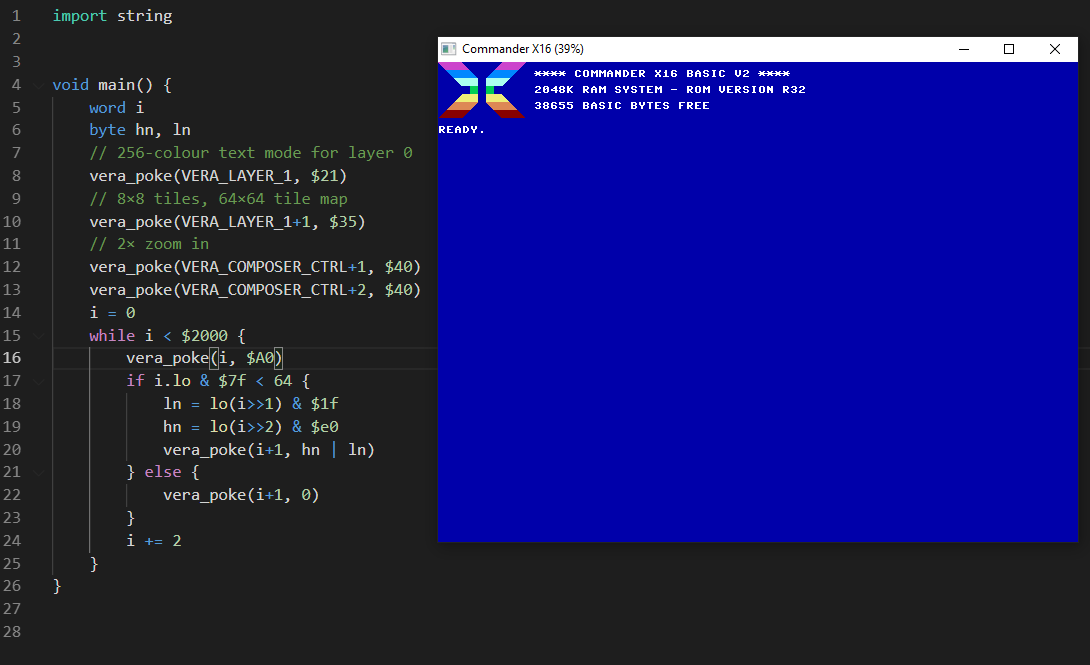 1 import string
2
3
4 void main() {
5 word i
6 byte hn, ln
7 // 256-colour text mode for layer 0
8 vera_poke(VERA_LAYER_1, $21)
9 // 8×8 tiles, 64×64 tile map
10 vera_poke(VERA_LAYER_1+1, $35)
11 // 2× zoom in
12 vera_poke(VERA_COMPOSER_CTRL+1, $40)
13 vera_poke(VERA_COMPOSER_CTRL+2, $40)
14 i = 0
15 while i < $2000 {
16 vera_poke(i, $A0)
17 if i.lo & $7f < 64 {
18 ln = lo(i>>1) & $1f
19 hn = lo(i>>2) & $e0
20 vera_poke(i+1, hn | ln)
21 } else {
22 vera_poke(i+1, 0)
23 }
24 i += 2
25 }
26 }
27
28
Commander X16 (39%)
**** COMMANDER X16 BASIC V2 ****
2048K RAM SYSTEM - ROM VERSION R32
38655 BASIC BYTES FREE
READY.